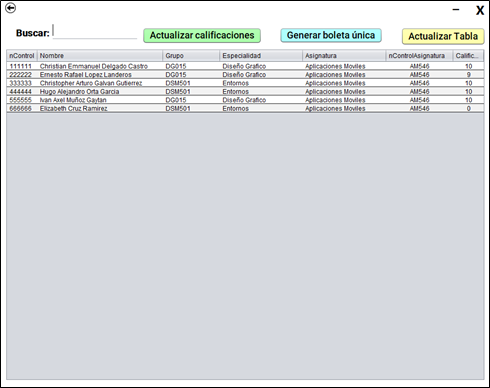 X
Buscar: Actualizar calificaciones Generar boleta única Actualizar Tabla
nControl Nombre Grupo Especialidad Asignatura nControlAsignatura Calific...
111111 Christian Emmanuel Delgado Castro DG015 Diseño Grafico Aplicaciones Moviles AM546 10
222222 Ernesto Rafael Lopez Landeros DG015 Diseño Grafico Aplicaciones Moviles AM546 9
333333 Christopher Arturo Galvan Gutierrez DSM501 Entornos Aplicaciones Moviles AM546 10
444444 Hugo Alejandro Orta Garcia DSM501 Entornos Aplicaciones Moviles AM546 10
555555 Ivan Axel Muñoz Gaytan DG015 Diseño Grafico Aplicaciones Moviles AM546 10
666666 Elizabeth Cruz Ramirez DSM501 Entornos Aplicaciones Moviles AM546 0